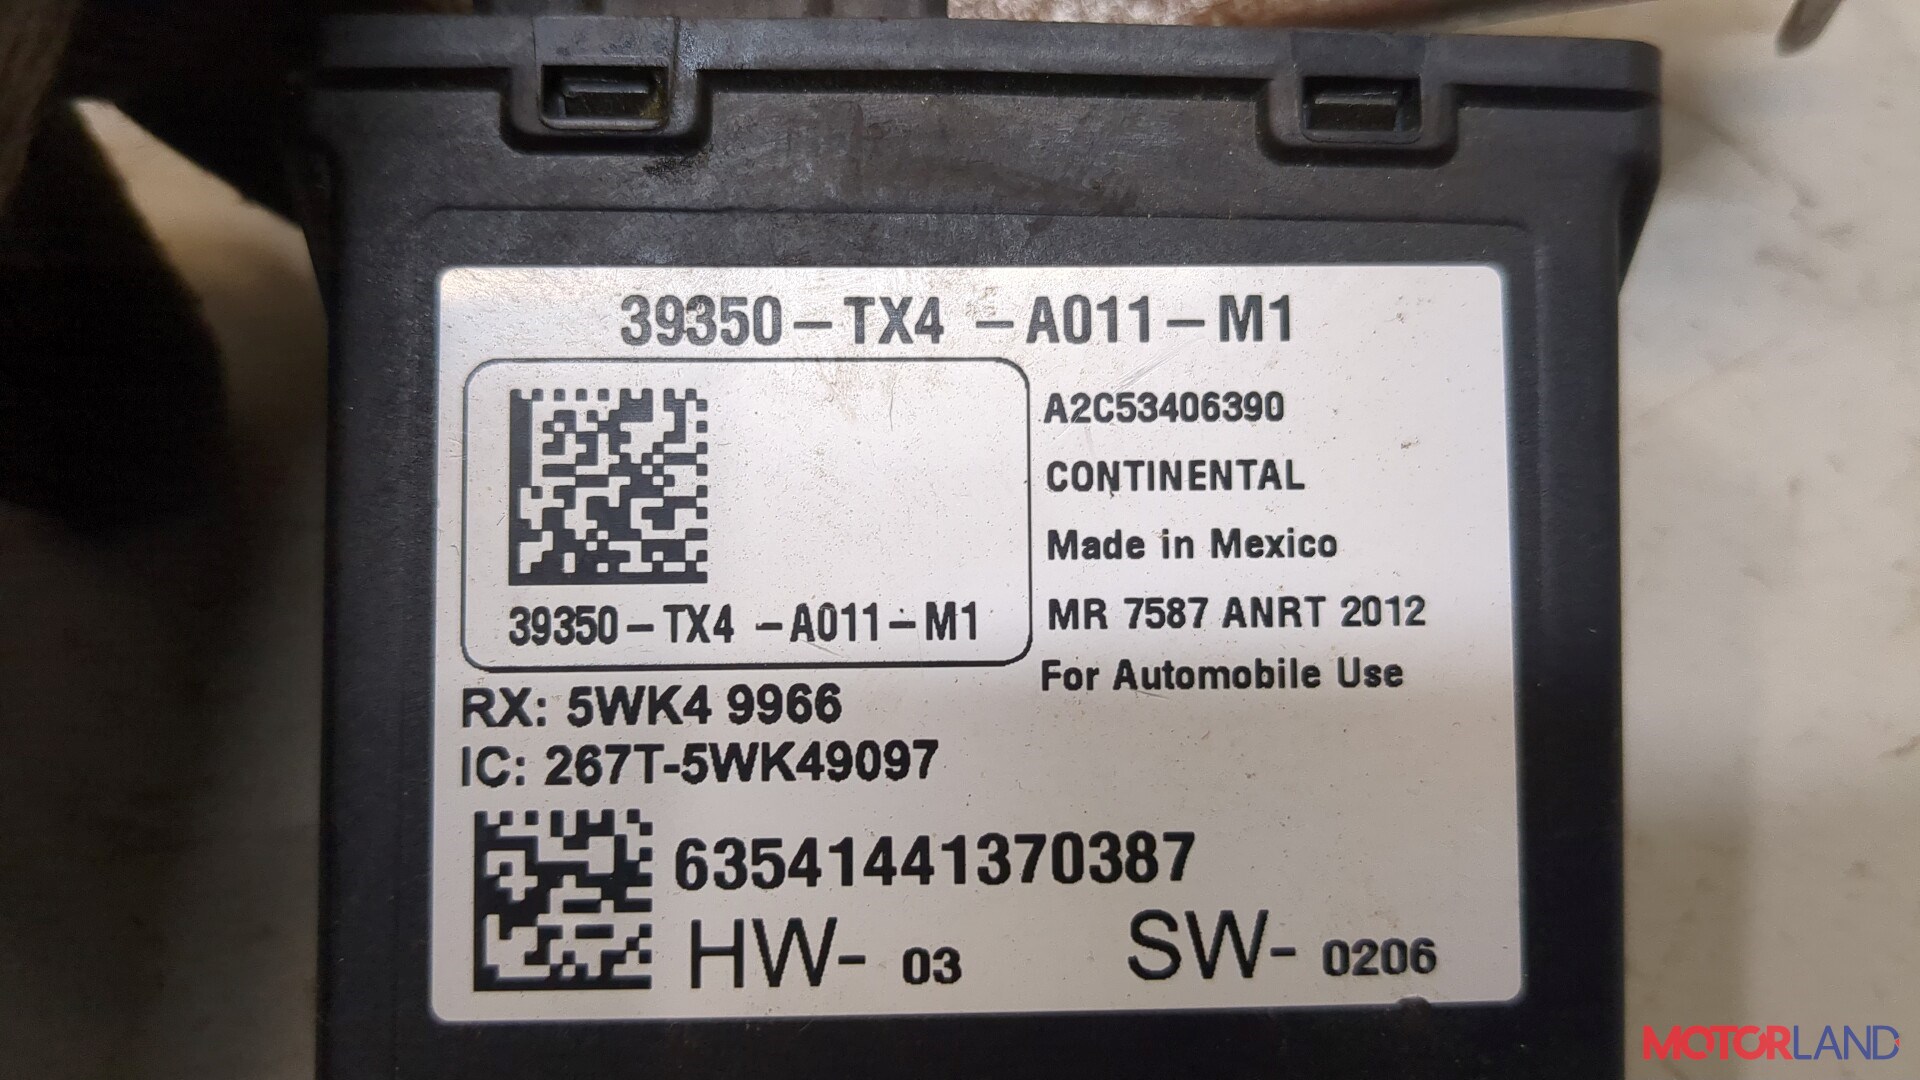 39350-TX4 -A011-M1
39350-TX4 -A011-M1
A2C53406390
CONTINENTAL
Made in Mexico
MR 7587 ANRT 2012
For Automobile Use
RX: 5WK4 9966
IC: 267T-5WK49097
63541441370387
HW- 03 SW- 0206
MOTORLAND